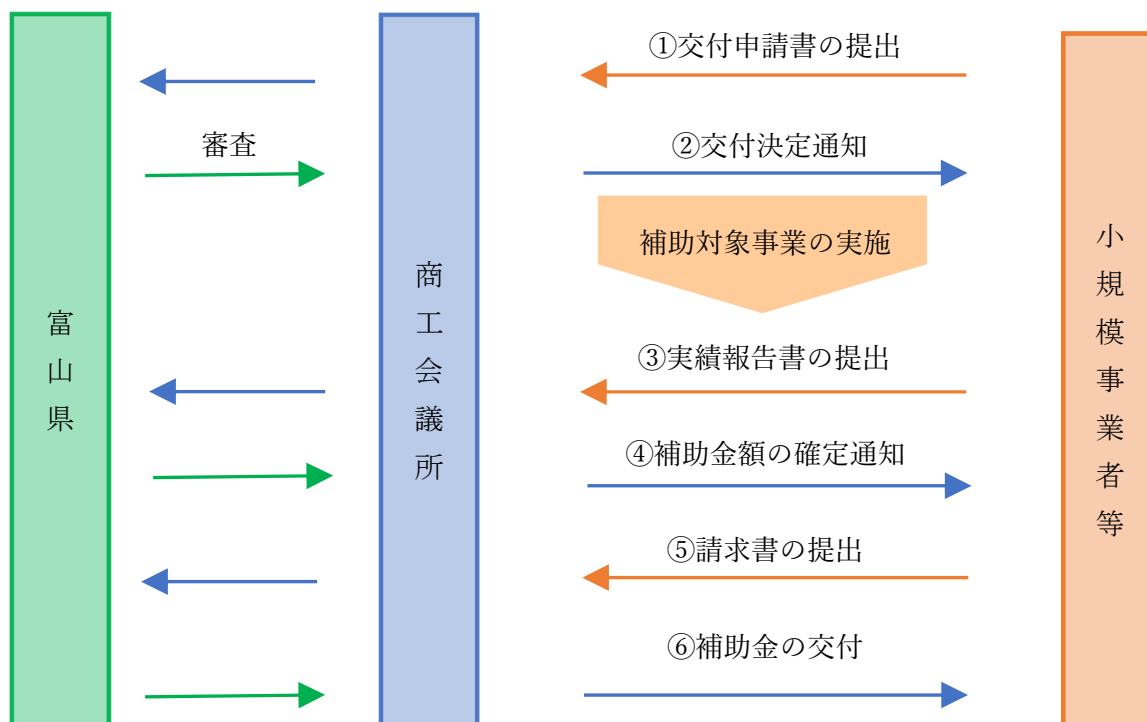 ①交付申請書の提出
審査
②交付決定通知
補助対象事業の実施
富山県
商工会議所
小規模事業者等
③実績報告書の提出
④補助金額の確定通知
⑤請求書の提出
⑥補助金の交付